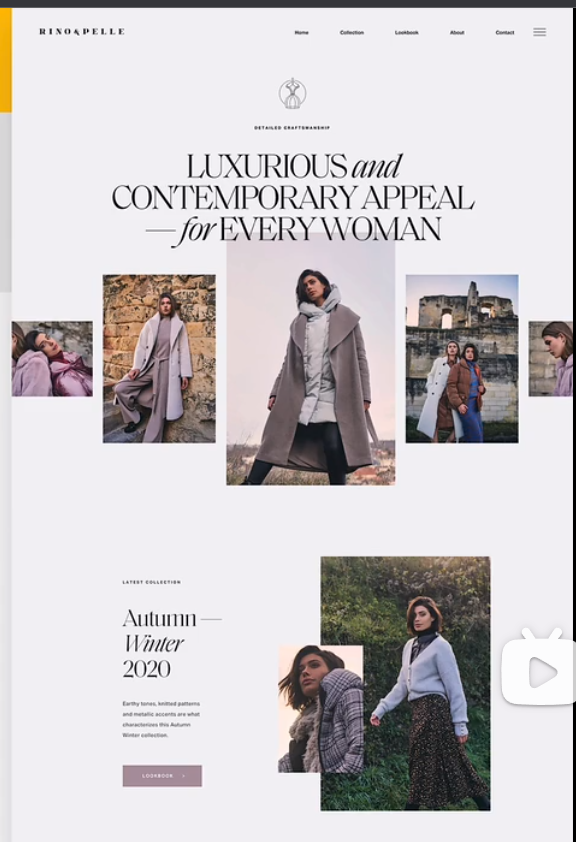 RINO&PELLE
Home Collection Lookbook About Contact
DETAILED CRAFTSMANSHIP
LUXURIOUS and
CONTEMPORARY APPEAL
— for EVERY WOMAN
LATEST COLLECTION
Autumn —
Winter
2020
Earthy tones, knitted patterns
and metallic accents are what
characterizes this Autumn
Winter collection.
LOOKBOOK